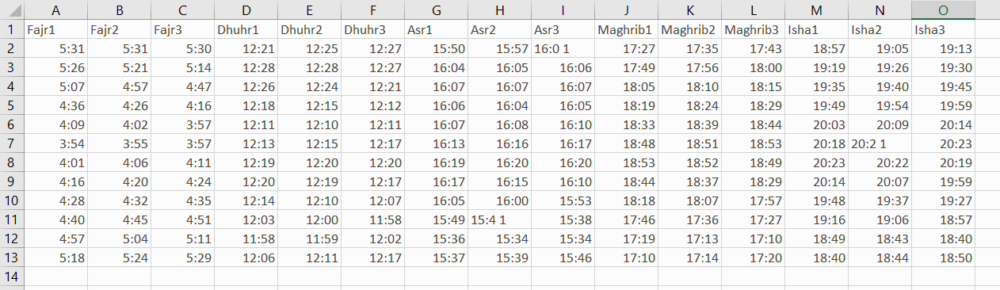 A B C D E F G H I J K L M N O
1 Fajr1 Fajr2 Fajr3 Dhuhr1 Dhuhr2 Dhuhr3 Asr1 Asr2 Asr3 Maghrib1 Maghrib2 Maghrib3 Isha1 Isha2 Isha3
2 5:31 5:31 5:30 12:21 12:25 12:27 15:50 15:57 16:0 1 17:27 17:35 17:43 18:57 19:05 19:13
3 5:26 5:21 5:14 12:28 12:28 12:27 16:04 16:05 16:06 17:49 17:56 18:00 19:19 19:26 19:30
4 5:07 4:57 4:47 12:26 12:24 12:21 16:07 16:07 16:07 18:05 18:10 18:15 19:35 19:40 19:45
5 4:36 4:26 4:16 12:18 12:15 12:12 16:06 16:04 16:05 18:19 18:24 18:29 19:49 19:54 19:59
6 4:09 4:02 3:57 12:11 12:10 12:11 16:07 16:08 16:10 18:33 18:39 18:44 20:03 20:09 20:14
7 3:54 3:55 3:57 12:13 12:15 12:17 16:13 16:16 16:17 18:48 18:51 18:53 20:18 20:2 1 20:23
8 4:01 4:06 4:11 12:19 12:20 12:20 16:19 16:20 16:20 18:53 18:52 18:49 20:23 20:22 20:19
9 4:16 4:20 4:24 12:20 12:19 12:17 16:17 16:15 16:10 18:44 18:37 18:29 20:14 20:07 19:59
10 4:28 4:32 4:35 12:14 12:10 12:07 16:05 16:00 15:53 18:18 18:07 17:57 19:48 19:37 19:27
11 4:40 4:45 4:51 12:03 12:00 11:58 15:49 15:4 1 15:38 17:46 17:36 17:27 19:16 19:06 18:57
12 4:57 5:04 5:11 11:58 11:59 12:02 15:36 15:34 15:34 17:19 17:13 17:10 18:49 18:43 18:40
13 5:18 5:24 5:29 12:06 12:11 12:17 15:37 15:39 15:46 17:10 17:14 17:20 18:40 18:44 18:50
14